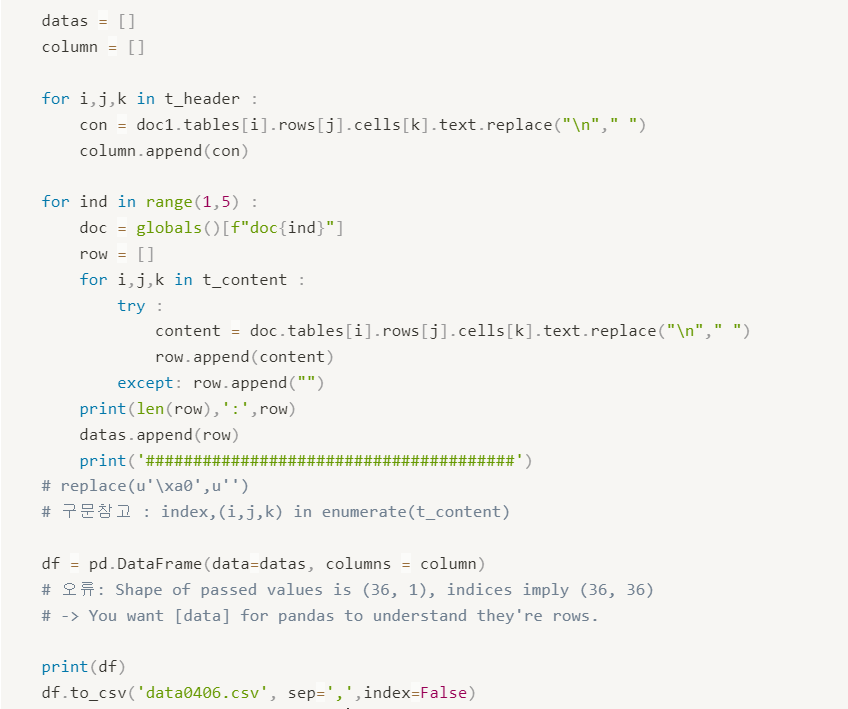 datas = []
column = []
for i,j,k in t_header :
con = doc1.tables[i].rows[j].cells[k].text.replace("\n"," ")
column.append(con)
for ind in range(1,5) :
doc = globals()[f"doc{ind}"]
row = []
for i,j,k in t_content :
try :
content = doc.tables[i].rows[j].cells[k].text.replace("\n"," ")
row.append(content)
except: row.append("")
print(len(row),':',row)
datas.append(row)
print('#######################################')
# replace(u'\xa0',u'')
# 구문참고 : index,(i,j,k) in enumerate(t_content)
df = pd.DataFrame(data=datas, columns = column)
# 오류: Shape of passed values is (36, 1), indices imply (36, 36)
# -> You want [data] for pandas to understand they're rows.
print(df)
df.to_csv('data0406.csv', sep=',',index=False)